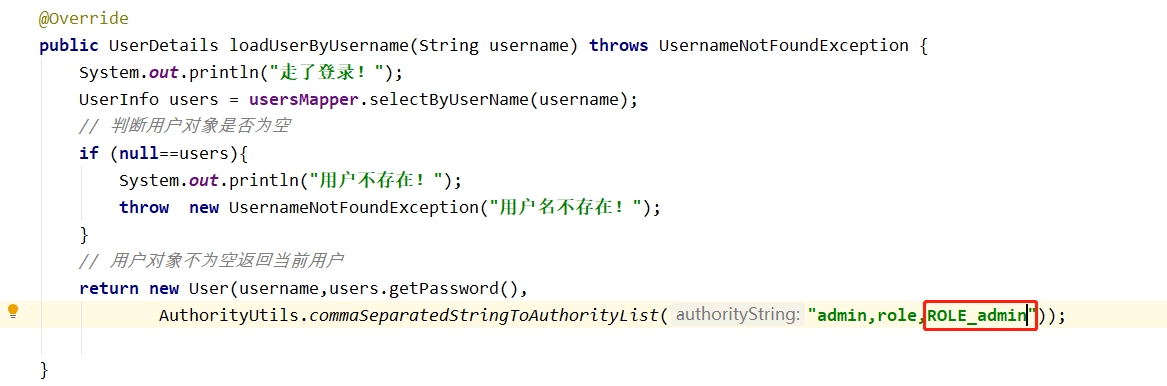 @Override
public UserDetails loadUserByUsername(String username) throws UsernameNotFoundException {
System.out.println("走了登录！");
UserInfo users = usersMapper.selectByUserName(username);
// 判断用户对象是否为空
if (null==users){
System.out.println("用户不存在！");
throw  new UsernameNotFoundException("用户名不存在！");
}
// 用户对象不为空返回当前用户
return new User(username,users.getPassword(),
AuthorityUtils.commaSeparatedStringToAuthorityList( authorityString: "admin,role,ROLE_admin"));
}